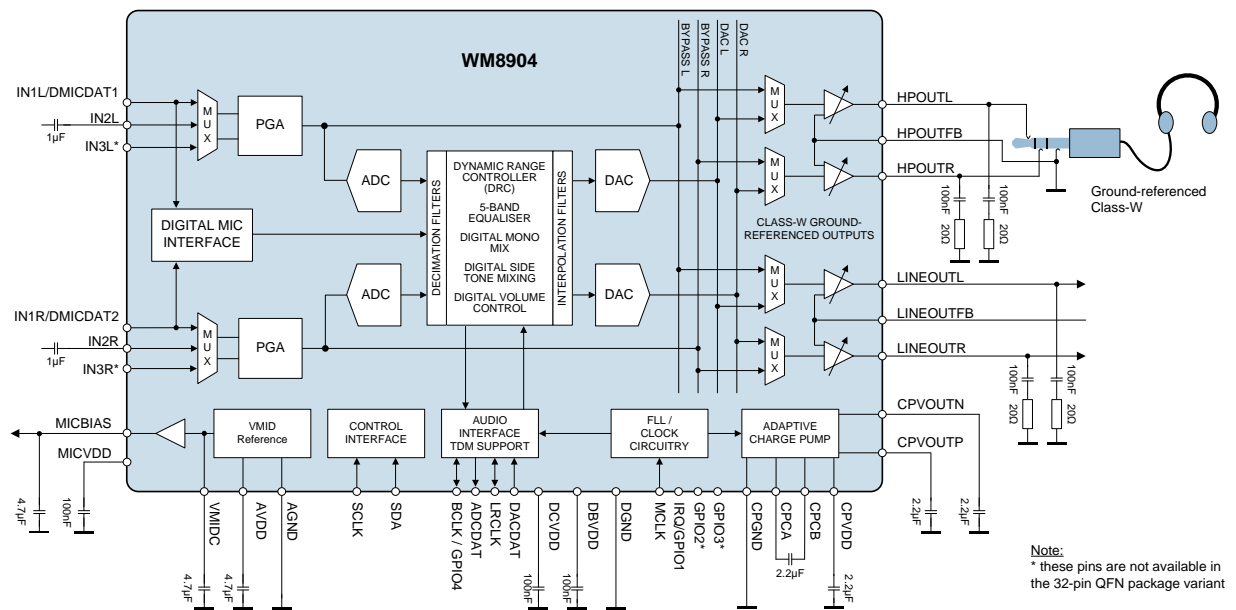 WM8904
BYPASS L
BYPASS R
DAC L
DAC R
IN1L/DMICDAT1
IN2L
1µF
IN3L*
M
U
X
PGA
ADC
DIGITAL MIC
INTERFACE
DECIMATION FILTERS
DYNAMIC RANGE
CONTROLLER
(DRC)
5-BAND
EQUALISER
DIGITAL MONO
MIX
DIGITAL SIDE
TONE MIXING
DIGITAL VOLUME
CONTROL
INTERPOLATION FILTERS
DAC
M
U
X
M
U
X
HPOUTL
HPOUTFB
HPOUTR
100nF
20Ω
100nF
20Ω
Ground-referenced
Class-W
CLASS-W GROUND-
REFERENCED OUTPUTS
ADC
DAC
IN1R/DMICDAT2
IN2R
1µF
IN3R*
M
U
X
PGA
M
U
X
M
U
X
LINEOUTL
LINEOUTFB
LINEOUTR
100nF
20Ω
100nF
20Ω
MICBIAS
MICVDD
4.7µF
100nF
VMID
Reference
CONTROL
INTERFACE
AUDIO
INTERFACE
TDM SUPPORT
FLL /
CLOCK
CIRCUITRY
ADAPTIVE
CHARGE PUMP
CPVOUTN
CPVOUTP
2.2µF
2.2µF
VMIDC
AVDD
AGND
SCLK
SDA
BCLK / GPIO4
ADCDAT
LRCLK
DACDAT
DCVDD
DBVDD
DGND
MCLK
IRQ/GPIO1
GPIO2*
GPIO3*
CPGND
CPCA
CPCB
CPVDD
4.7µF
4.7µF
100nF
100nF
2.2µF
2.2µF
Note:
* these pins are not available in
the 32-pin QFN package variant